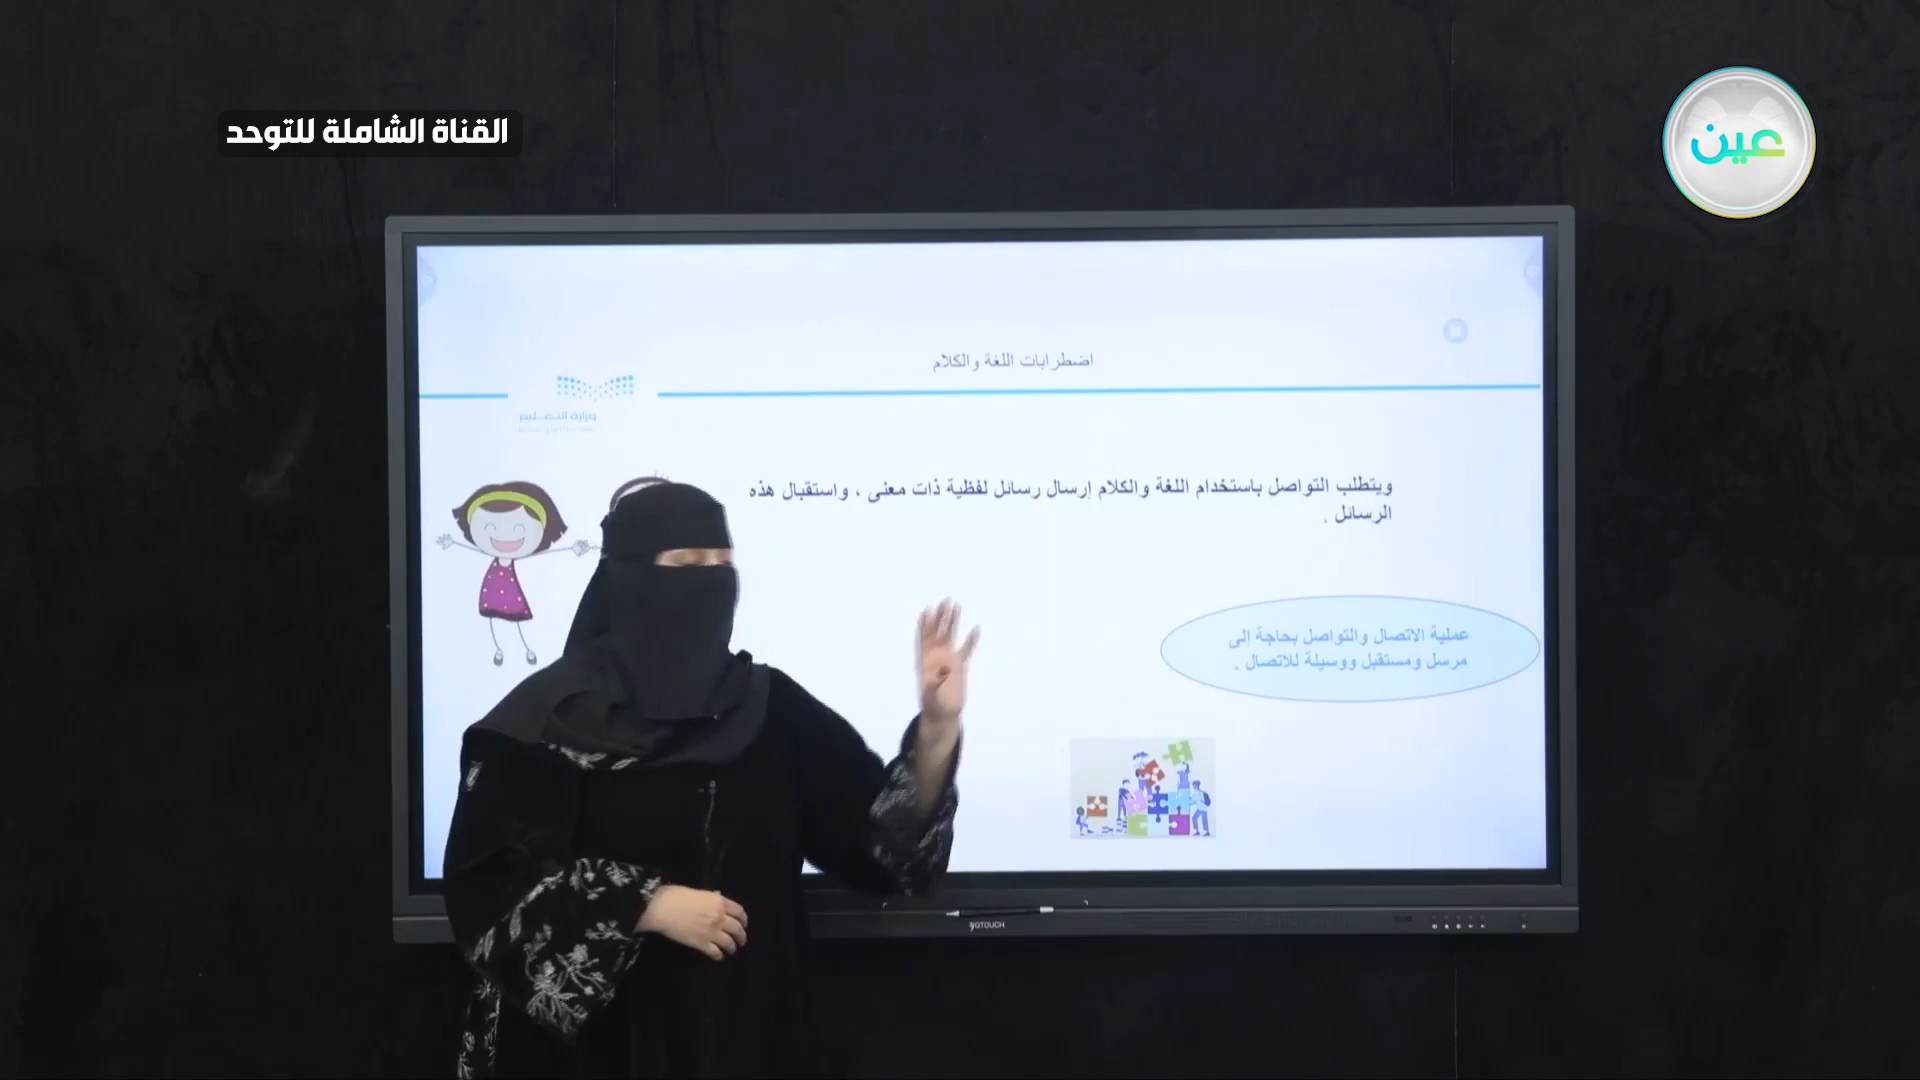 القناة الشاملة للتوحد
عين
اضطرابات اللغة والكلام
وزارة التعليم
ويتطلب التواصل باستخدام اللغة والكلام إرسال رسائل لفظية ذات معنى ، واستقبال هذه
الرسائل .
عملية الاتصال والتواصل بحاجة إلى
مرسل ومستقبل ووسيلة للاتصال .